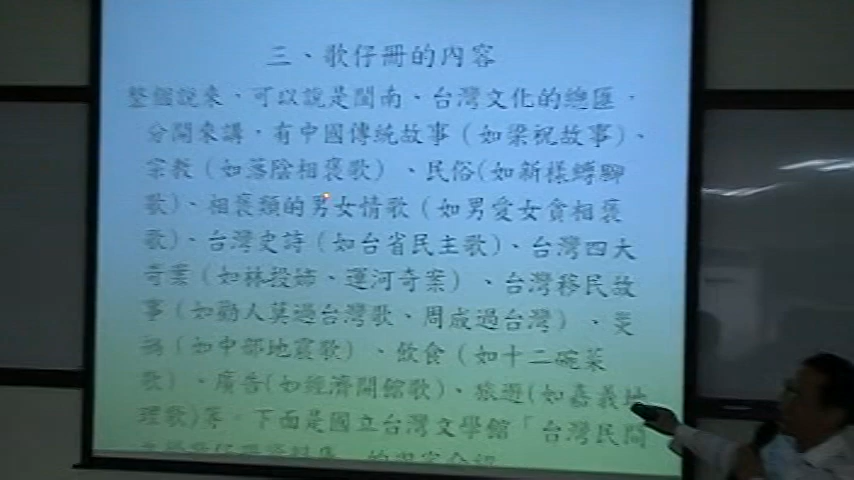 三、歌仔冊的內容
整個說來，可以說是閩南、台灣文化的總匯，
分開來講，有中國傳統故事（如梁祝故事）、
宗教（如落陰相褒歌）、民俗(如新樣縛腳
歌)、相褒類的男女情歌（如男愛女貪相褒
歌)、台灣史詩（如台省民主歌）、台灣四大
奇案（如林投姉、運河奇案）、台灣移民故
事（如勸人莫過台灣歌、周成過台灣）、災
禍（如中部地震歌）、飲食（如十二碗菜
歌）、廣告(如經濟開館歌)、旅遊(如嘉義地
理歌)等。下面是國立台灣文學館「台灣民間
的內容介紹